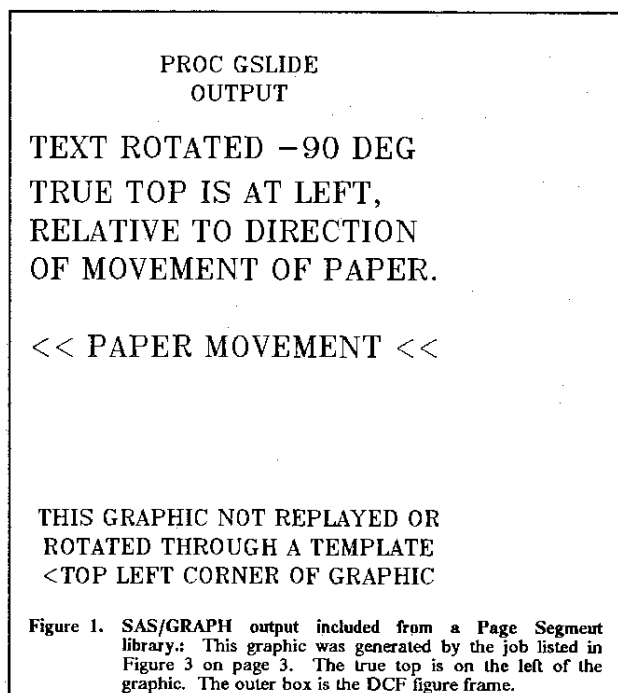 PROC GSLIDE
OUTPUT
TEXT ROTATED −90 DEG
TRUE TOP IS AT LEFT,
RELATIVE TO DIRECTION
OF MOVEMENT OF PAPER.
<< PAPER MOVEMENT <<
THIS GRAPHIC NOT REPLAYED OR
ROTATED THROUGH A TEMPLATE
<TOP LEFT CORNER OF GRAPHIC
Figure 1. SAS/GRAPH output included from a Page Segment
library.: This graphic was generated by the job listed in
Figure 3 on page 3. The true top is on the left of the
graphic. The outer box is the DCF figure frame.